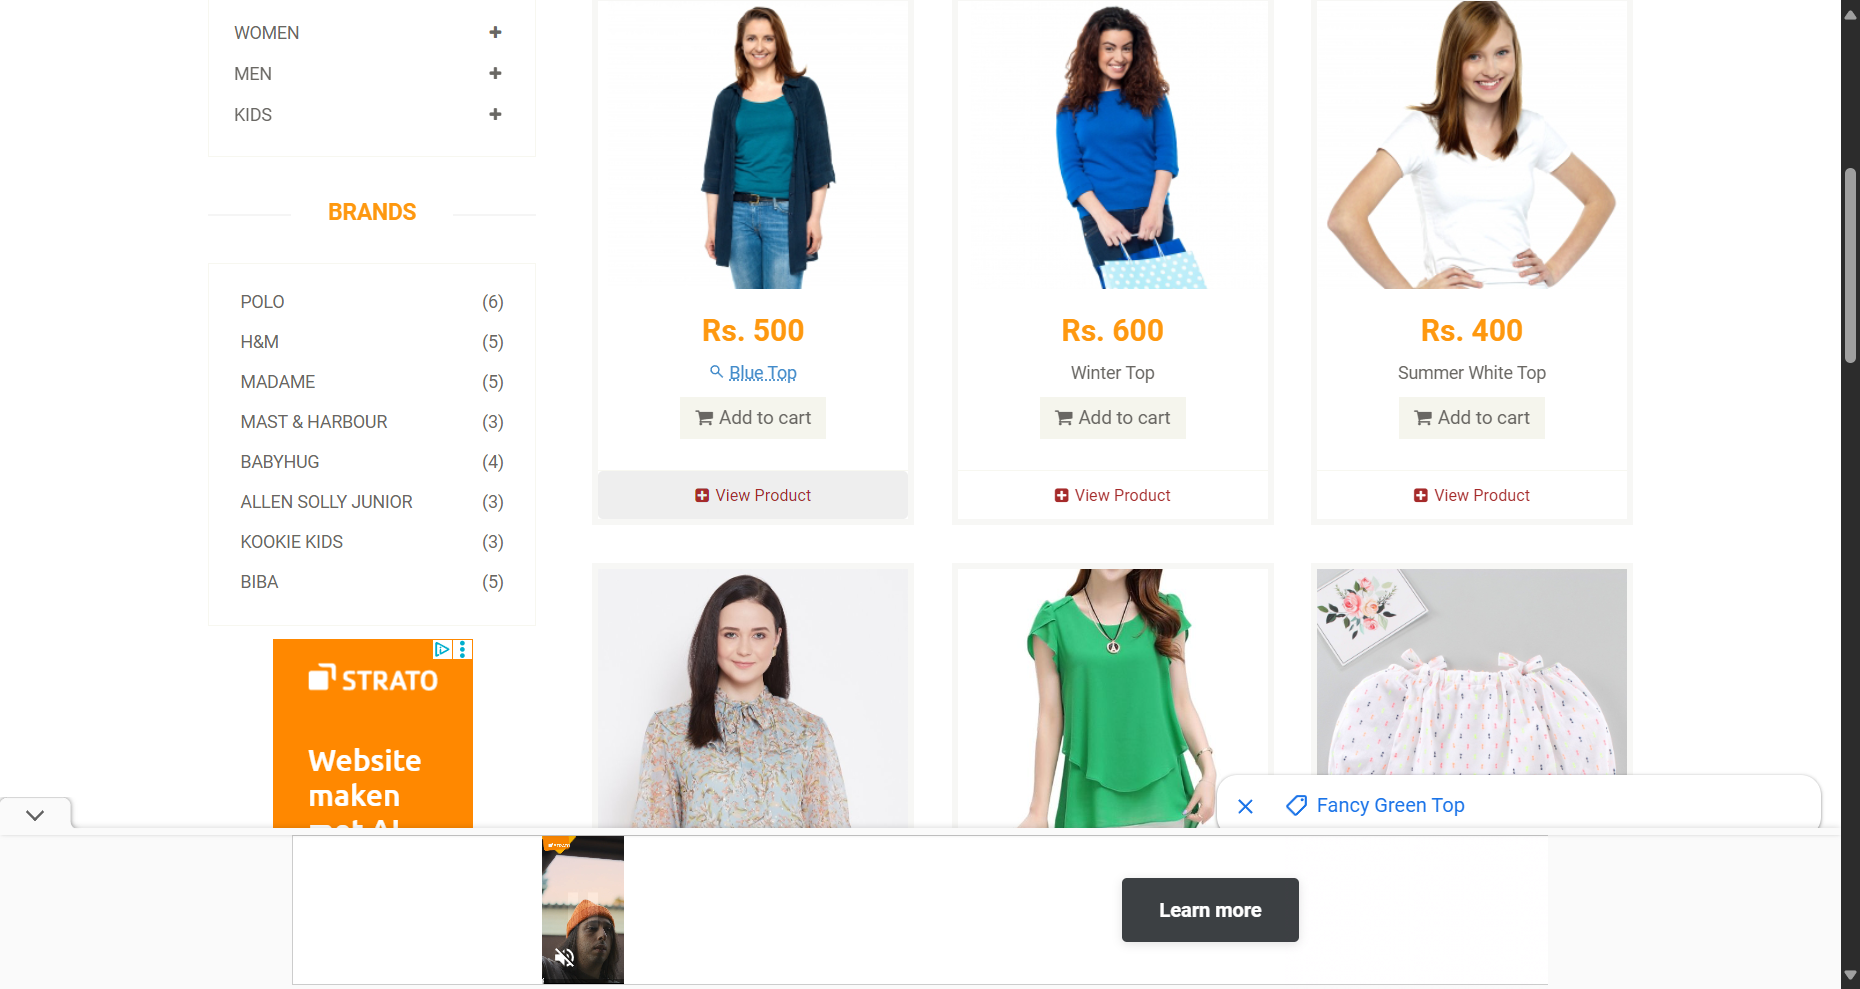 WOMEN
MEN
KIDS
BRANDS
POLO (6)
H&M (5)
MADAME (5)
MAST & HARBOUR (3)
BABYHUG (4)
ALLEN SOLLY JUNIOR (3)
KOOKIE KIDS (3)
BIBA (5)
STRATO
Website
maken
met AI
Rs. 500
Blue Top
Add to cart
View Product
Rs. 600
Winter Top
Add to cart
View Product
Rs. 400
Summer White Top
Add to cart
View Product
Fancy Green Top
Learn more